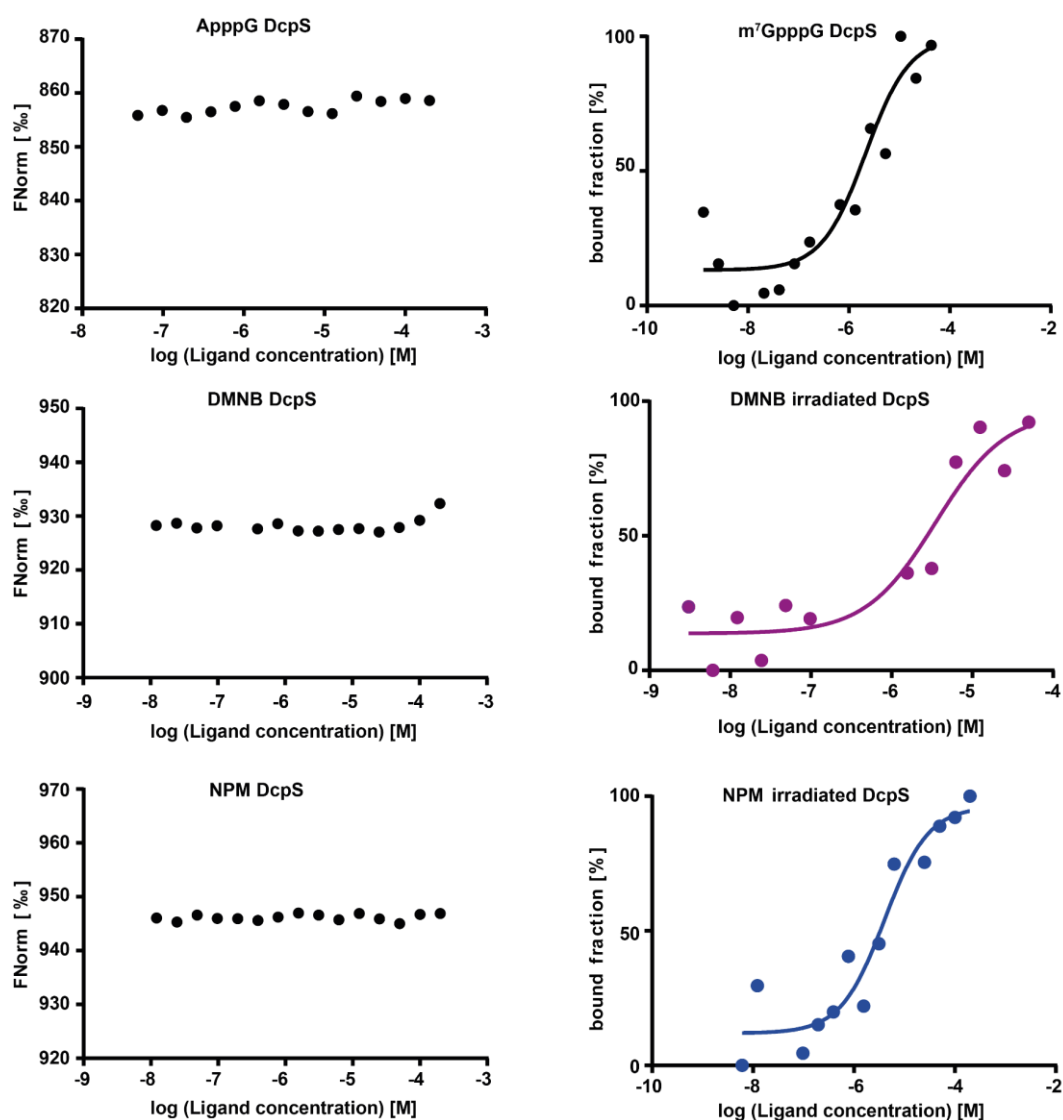 ApppG DcpS
FNorm [‰]
870
860
850
840
830
820
-8 -7 -6 -5 -4 -3
log (Ligand concentration) [M]
m⁷GpppG DcpS
bound fraction [%]
100
50
0
-10 -8 -6 -4 -2
log (Ligand concentration) [M]
DMNB DcpS
FNorm [‰]
950
940
930
920
910
900
-9 -8 -7 -6 -5 -4 -3
log (Ligand concentration) [M]
DMNB irradiated DcpS
bound fraction [%]
100
50
0
-9 -8 -7 -6 -5 -4
log (Ligand concentration) [M]
NPM DcpS
FNorm [‰]
970
960
950
940
930
920
-9 -8 -7 -6 -5 -4 -3
log (Ligand concentration) [M]
NPM irradiated DcpS
bound fraction [%]
100
50
0
-10 -8 -6 -4 -2
log (Ligand concentration) [M]